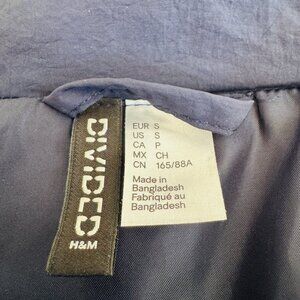 DIVIDED
H&M
EUR S
US S
CA P
MX CH
CN 165/88A
Made in
Bangladesh
Fabriqué au
Bangladesh